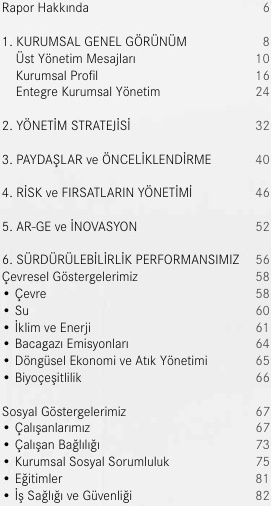 Rapor Hakkında 6
1. KURUMSAL GENEL GÖRÜNÜM 8
Üst Yönetim Mesajları 10
Kurumsal Profil 16
Entegre Kurumsal Yönetim 24
2. YÖNETİM STRATEJİSİ 32
3. PAYDAŞLAR ve ÖNCELİKLENDİRME 40
4. RİSK ve FIRSATLARIN YÖNETİMİ 46
5. AR-GE ve İNOVASYON 52
6. SÜRDÜRÜLEBİLİRLİK PERFORMANSIMIZ 56
Çevresel Göstergelerimiz 58
• Çevre 58
• Su 60
• İklim ve Enerji 61
• Bacagazı Emisyonları 64
• Döngüsel Ekonomi ve Atık Yönetimi 65
• Biyoçeşitlilik 66
Sosyal Göstergelerimiz 67
• Çalışanlarımız 67
• Çalışan Bağlılığı 73
• Kurumsal Sosyal Sorumluluk 75
• Eğitimler 81
• İş Sağlığı ve Güvenliği 82